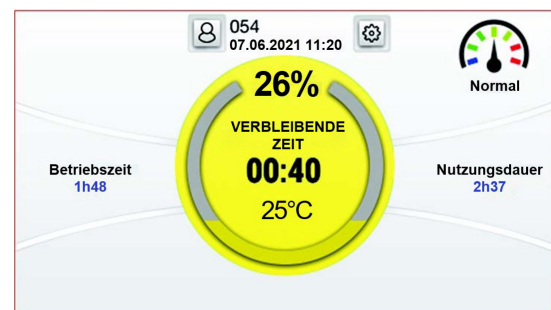 054
07.06.2021 11:20
Normal
26%
VERBLEIBENDE
ZEIT
00:40
25°C
Betriebszeit
1h48
Nutzungsdauer
2h37